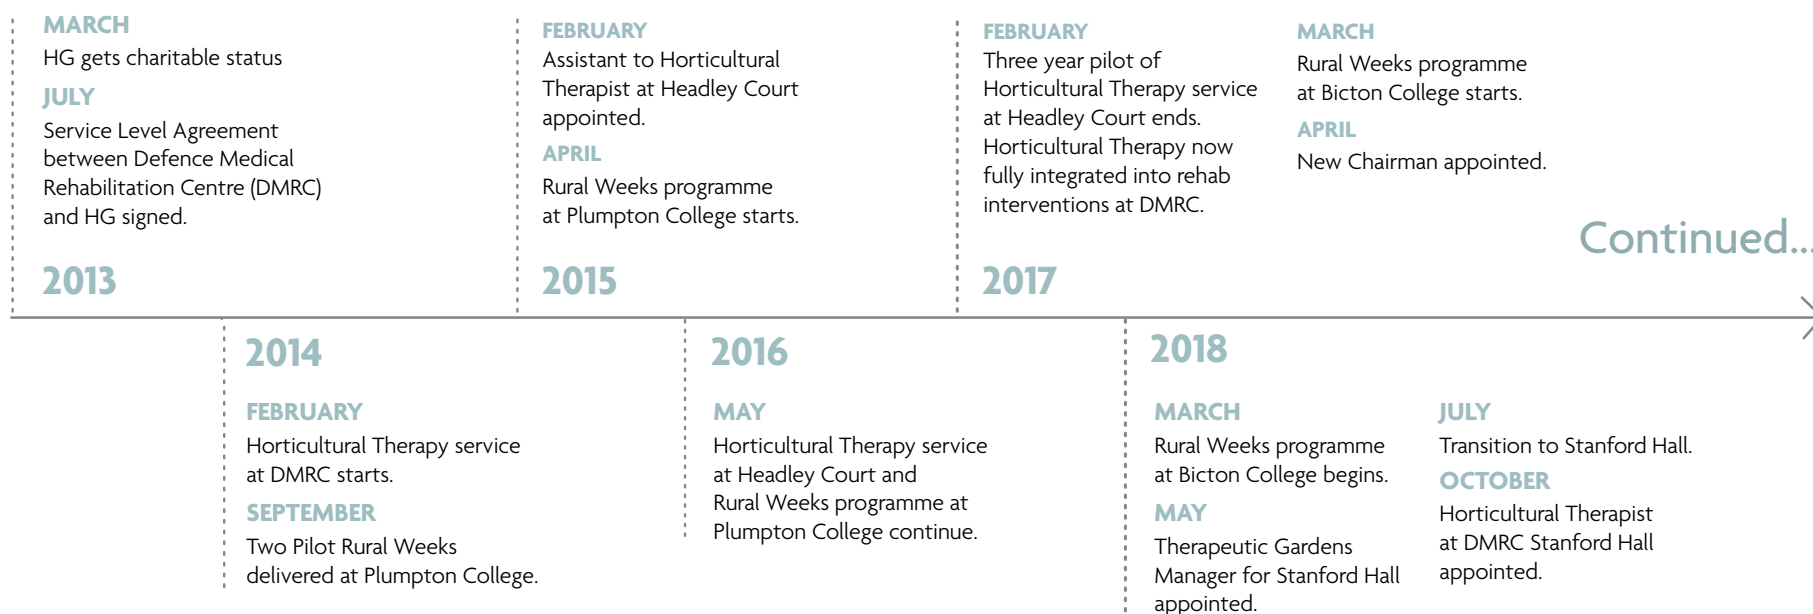 MARCH
HG gets charitable status
JULY
Service Level Agreement
between Defence Medical
Rehabilitation Centre (DMRC)
and HG signed.
2013
2014
FEBRUARY
Horticultural Therapy service
at DMRC starts.
SEPTEMBER
Two Pilot Rural Weeks
delivered at Plumpton College.
FEBRUARY
Assistant to Horticultural
Therapist at Headley Court
appointed.
APRIL
Rural Weeks programme
at Plumpton College starts.
2015
2016
MAY
Horticultural Therapy service
at Headley Court and
Rural Weeks programme at
Plumpton College continue.
FEBRUARY
Three year pilot of
Horticultural Therapy service
at Headley Court ends.
Horticultural Therapy now
fully integrated into rehab
interventions at DMRC.
MARCH
Rural Weeks programme
at Bicton College starts.
APRIL
New Chairman appointed.
2017
Continued...
2018
MARCH
Rural Weeks programme
at Bicton College begins.
MAY
Therapeutic Gardens
Manager for Stanford Hall
appointed.
JULY
Transition to Stanford Hall.
OCTOBER
Horticultural Therapist
at DMRC Stanford Hall
appointed.